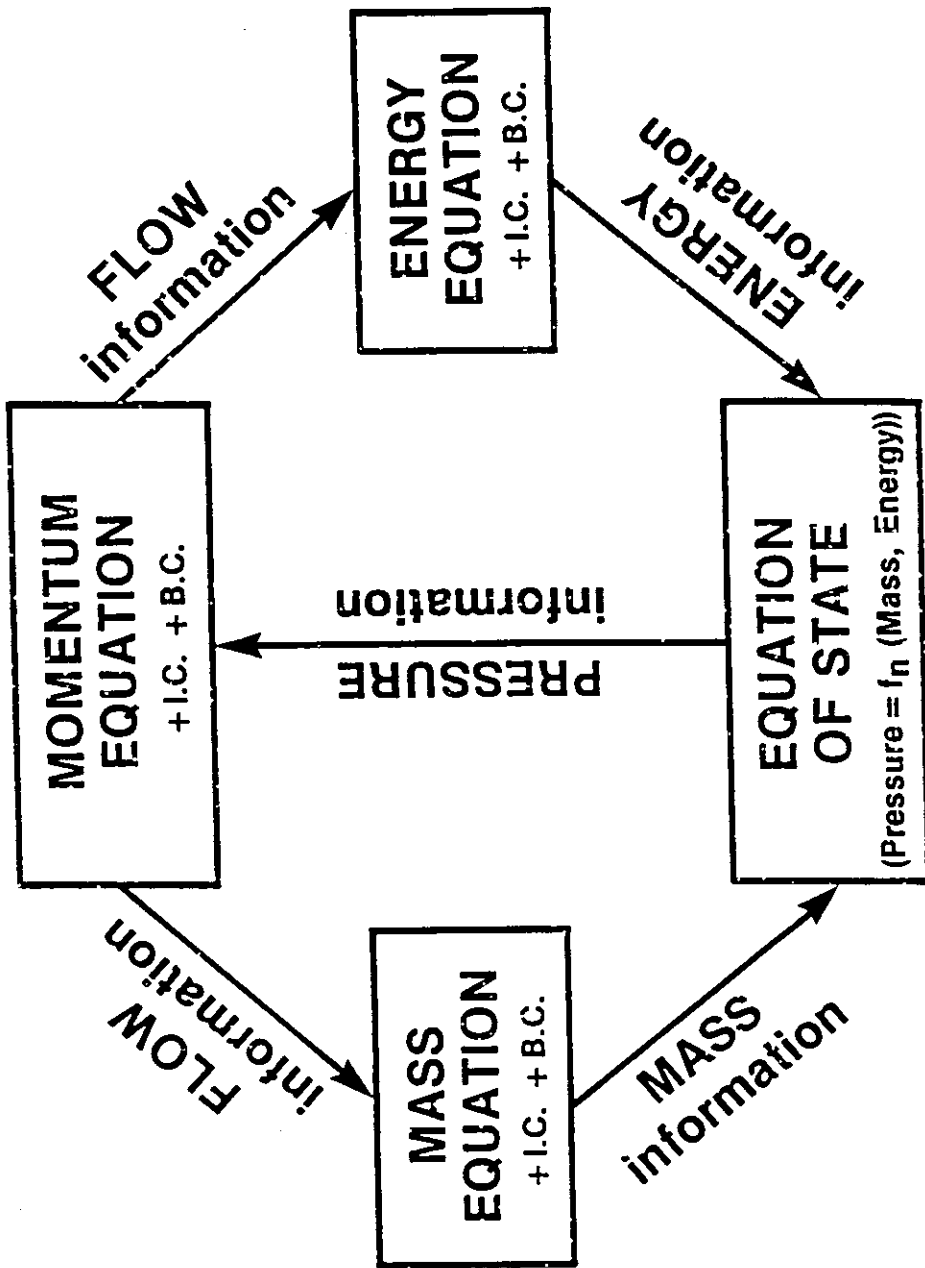 MOMENTUM
EQUATION
+ I.C. + B.C.
FLOW
information
FLOW
information
MASS
EQUATION
+ I.C. + B.C.
PRESSURE
information
ENERGY
EQUATION
+ I.C. + B.C.
MASS
information
ENERGY
information
EQUATION
OF STATE
(Pressure = fn (Mass, Energy))